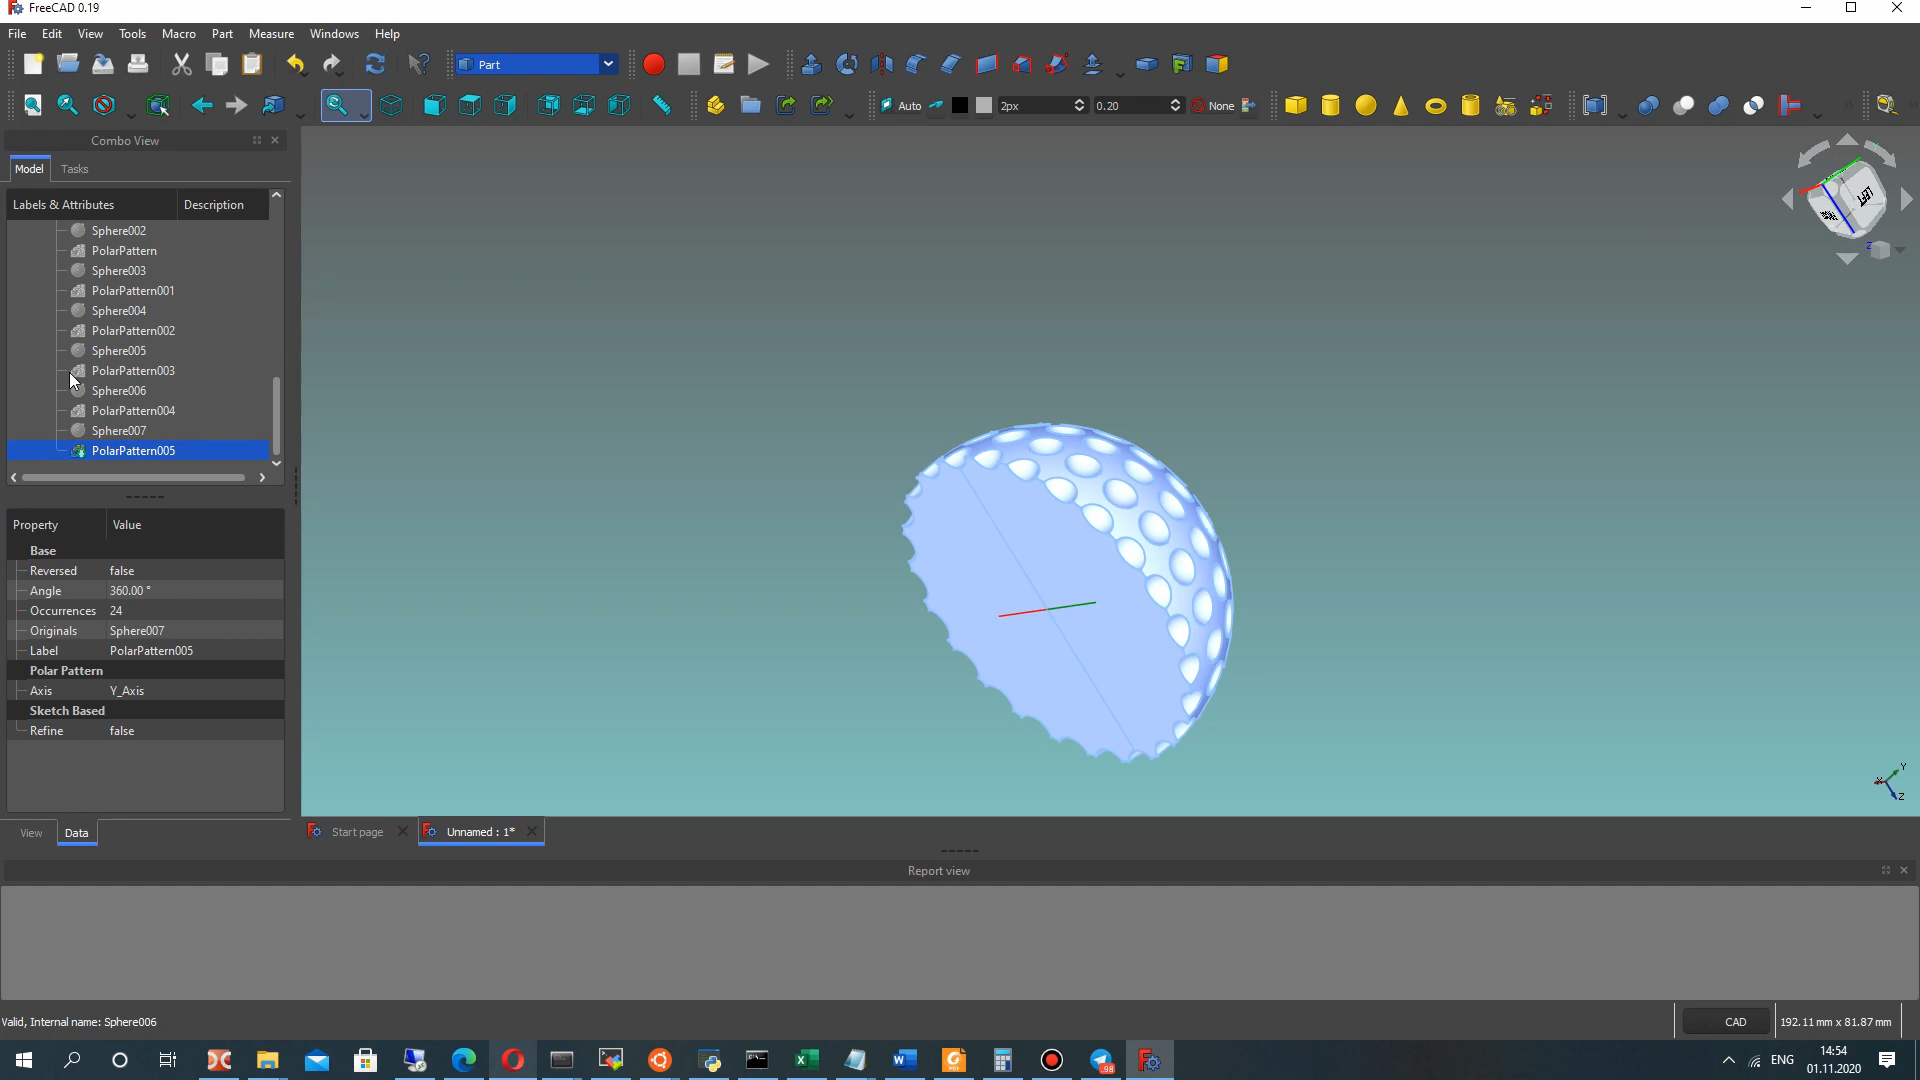 FreeCAD 0.19
File Edit View Tools Macro Part Measure Windows Help
Part
Auto 2px 0.20 None
Combo View
Model Tasks
Labels & Attributes Description
Sphere002
PolarPattern
Sphere003
PolarPattern001
Sphere004
PolarPattern002
Sphere005
PolarPattern003
Sphere006
PolarPattern004
Sphere007
PolarPattern005
Property Value
Base
Reversed false
Angle 360.00 °
Occurrences 24
Originals Sphere007
Label PolarPattern005
Polar Pattern
Axis Y_Axis
Sketch Based
Refine false
LEFT
Z
X Y
Z
View Data
Start page Unnamed : 1*
Report view
Valid, Internal name: Sphere006
CAD 192.11 mm x 81.87 mm
98
ENG
14:54
01.11.2020